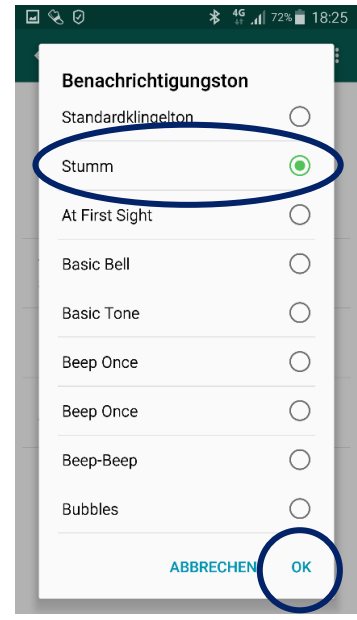 4G 72% 18:25
Benachrichtigungston
Standardklingelton
Stumm
At First Sight
Basic Bell
Basic Tone
Beep Once
Beep Once
Beep-Beep
Bubbles
ABBRECHEN OK